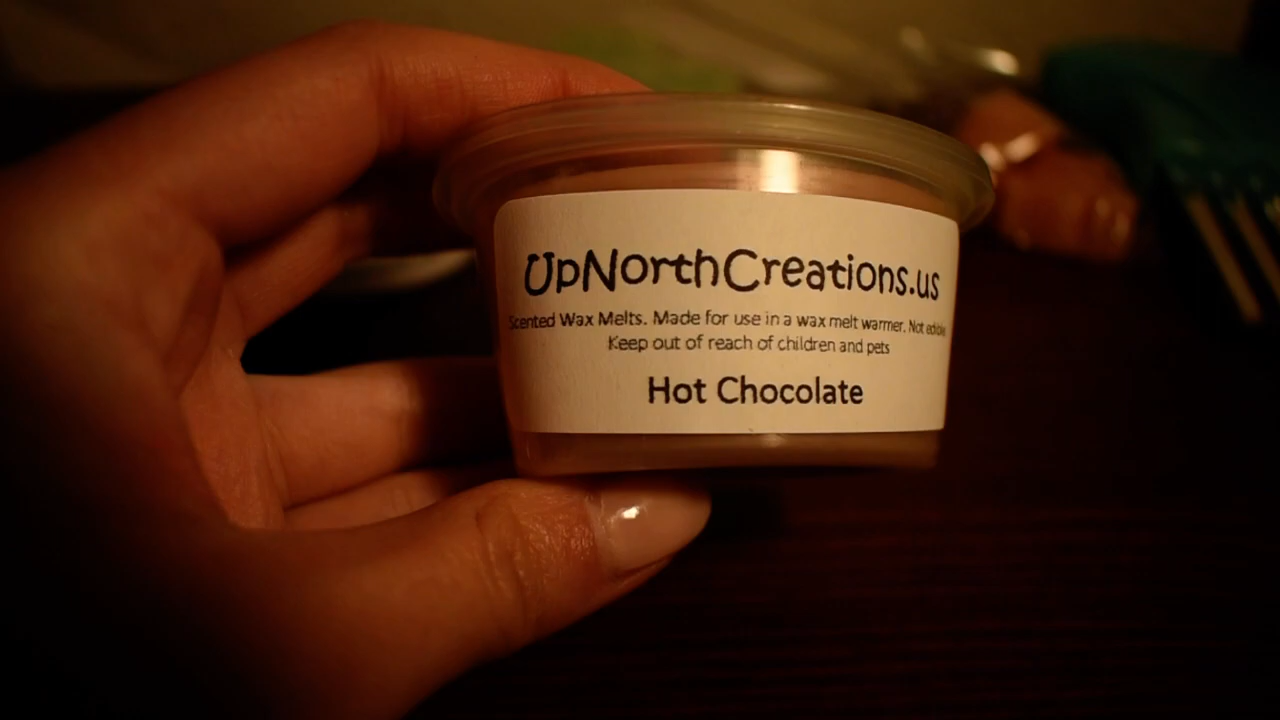 UpNorthCreations.us
Scented Wax Melts. Made for use in a wax melt warmer. Not edible
Keep out of reach of children and pets
Hot Chocolate